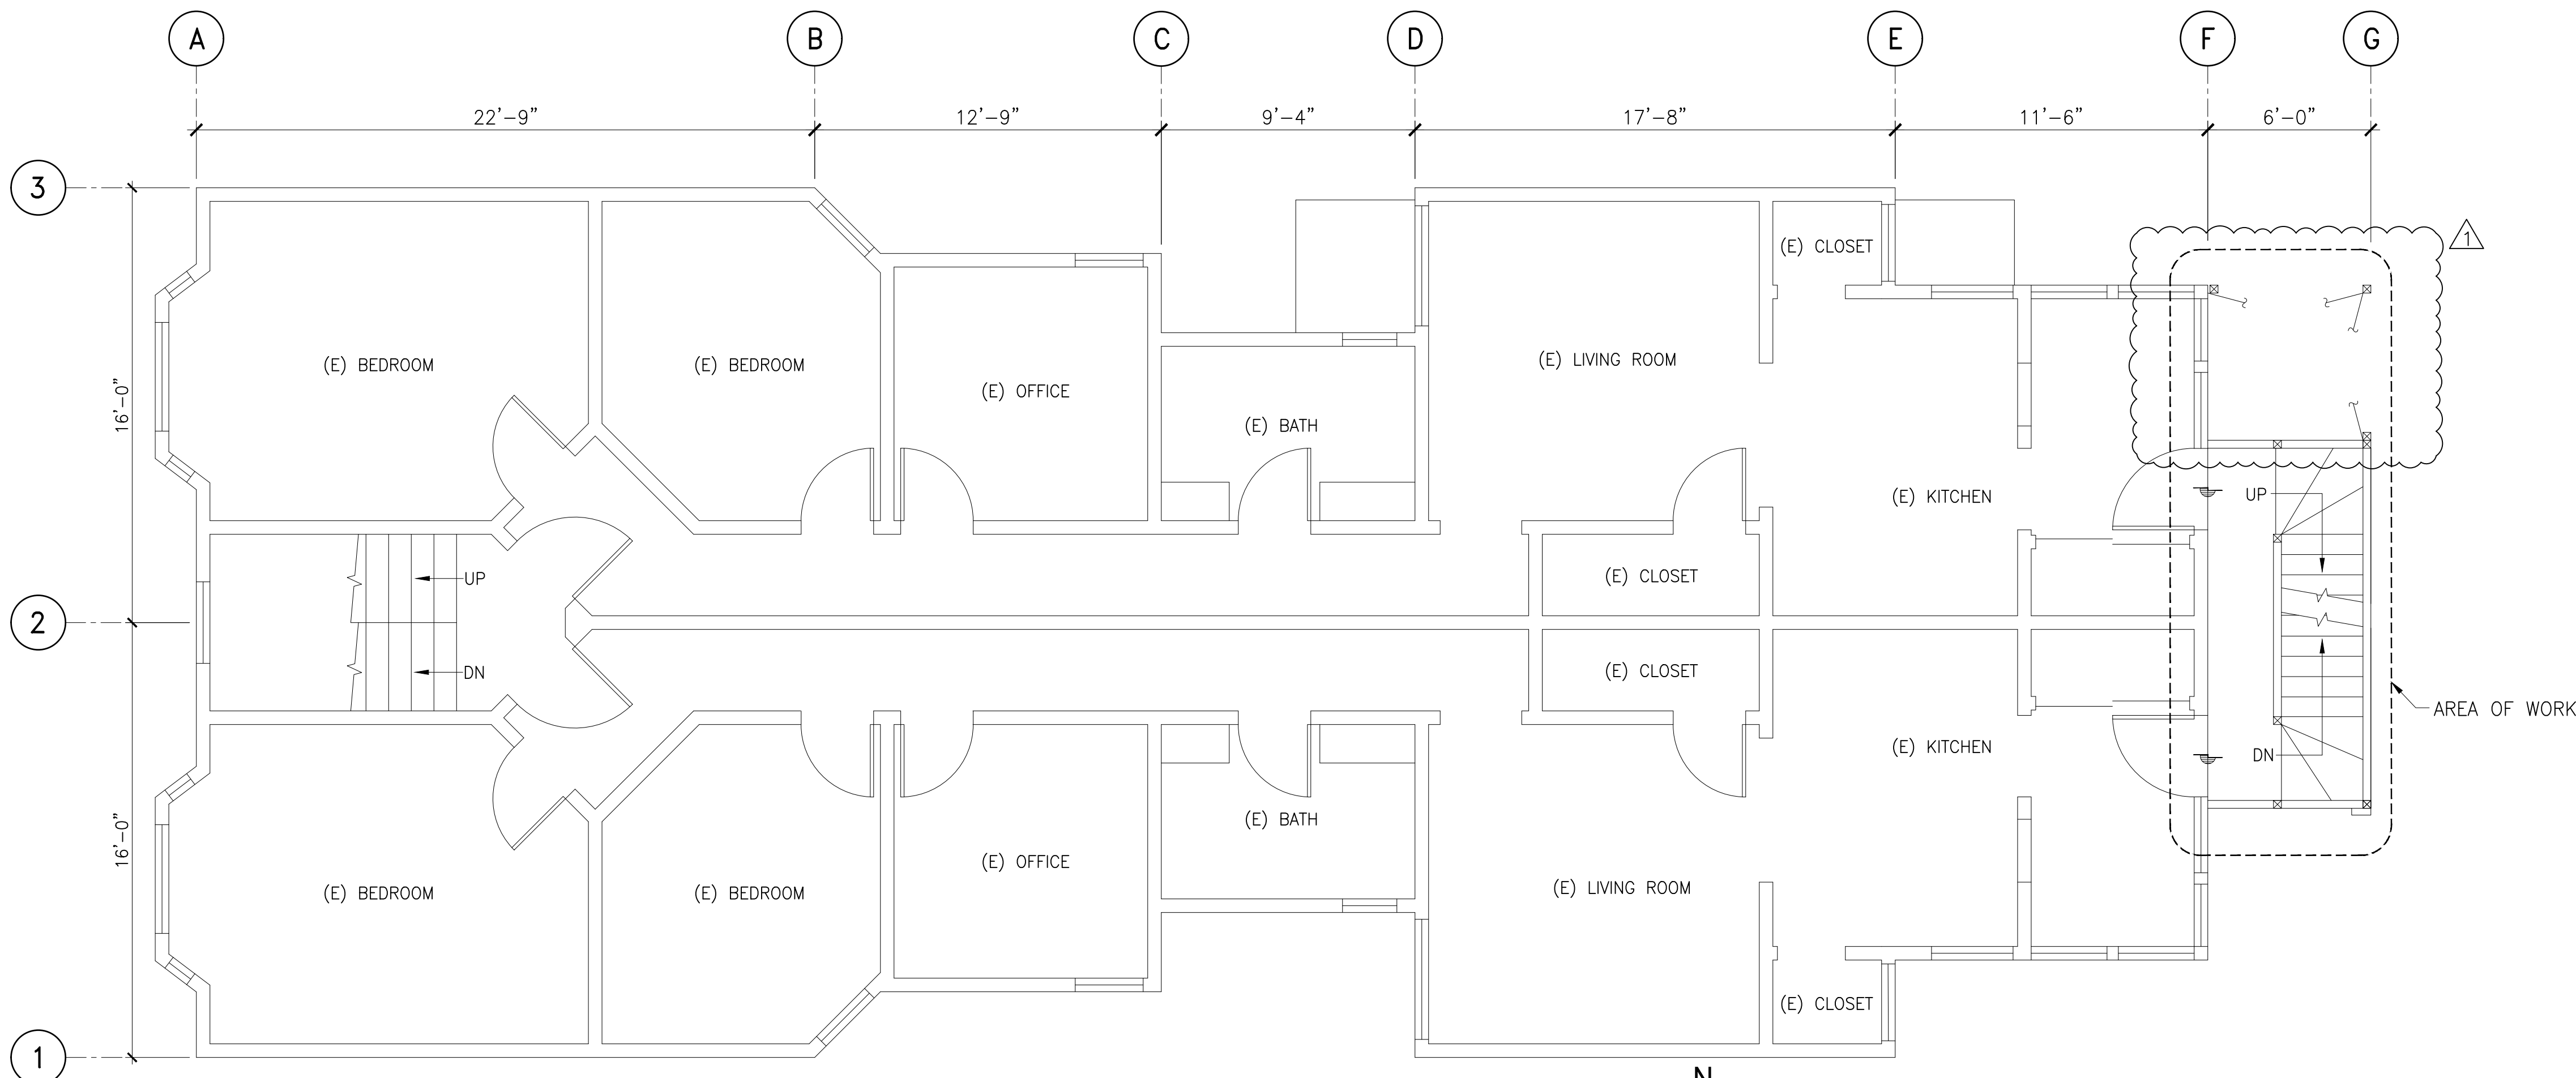 A B C D E F G
22'-9" 12'-9" 9'-4" 17'-8" 11'-6" 6'-0"
3
1
(E) CLOSET
(E) LIVING ROOM
(E) BEDROOM (E) BEDROOM
(E) OFFICE
16'-0"
(E) BATH
UP
(E) KITCHEN
UP
(E) CLOSET
2
(E) CLOSET
DN
AREA OF WORK
(E) KITCHEN
DN
16'-0"
(E) BATH
(E) OFFICE
(E) LIVING ROOM
(E) BEDROOM (E) BEDROOM
(E) CLOSET
1
N